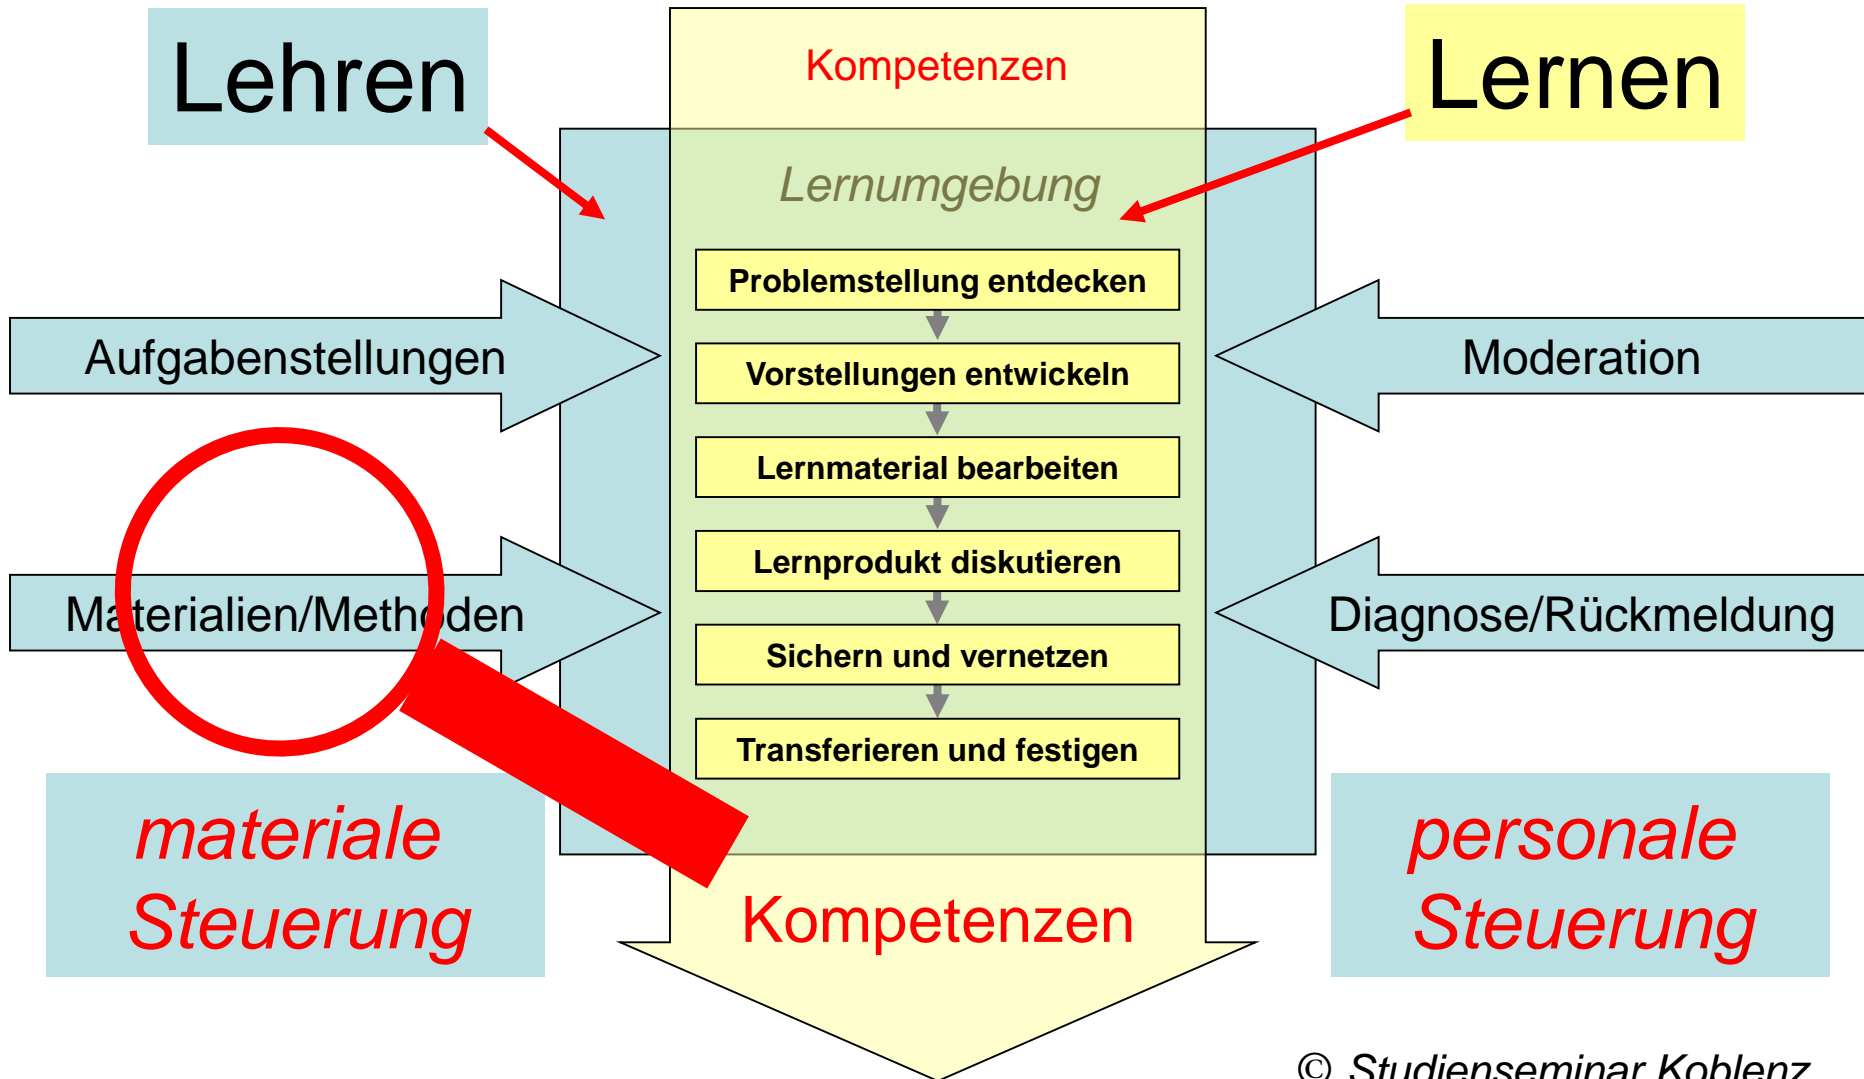 Lehren
Kompetenzen
Lernen
Lernumgebung
Problemstellung entdecken
Aufgabenstellungen
Vorstellungen entwickeln
Moderation
Lernmaterial bearbeiten
Lernprodukt diskutieren
Materialien/Methoden
Diagnose/Rückmeldung
Sichern und vernetzen
Transferieren und festigen
materiale
Steuerung
Kompetenzen
personale
Steuerung
© Studienseminar Koblenz